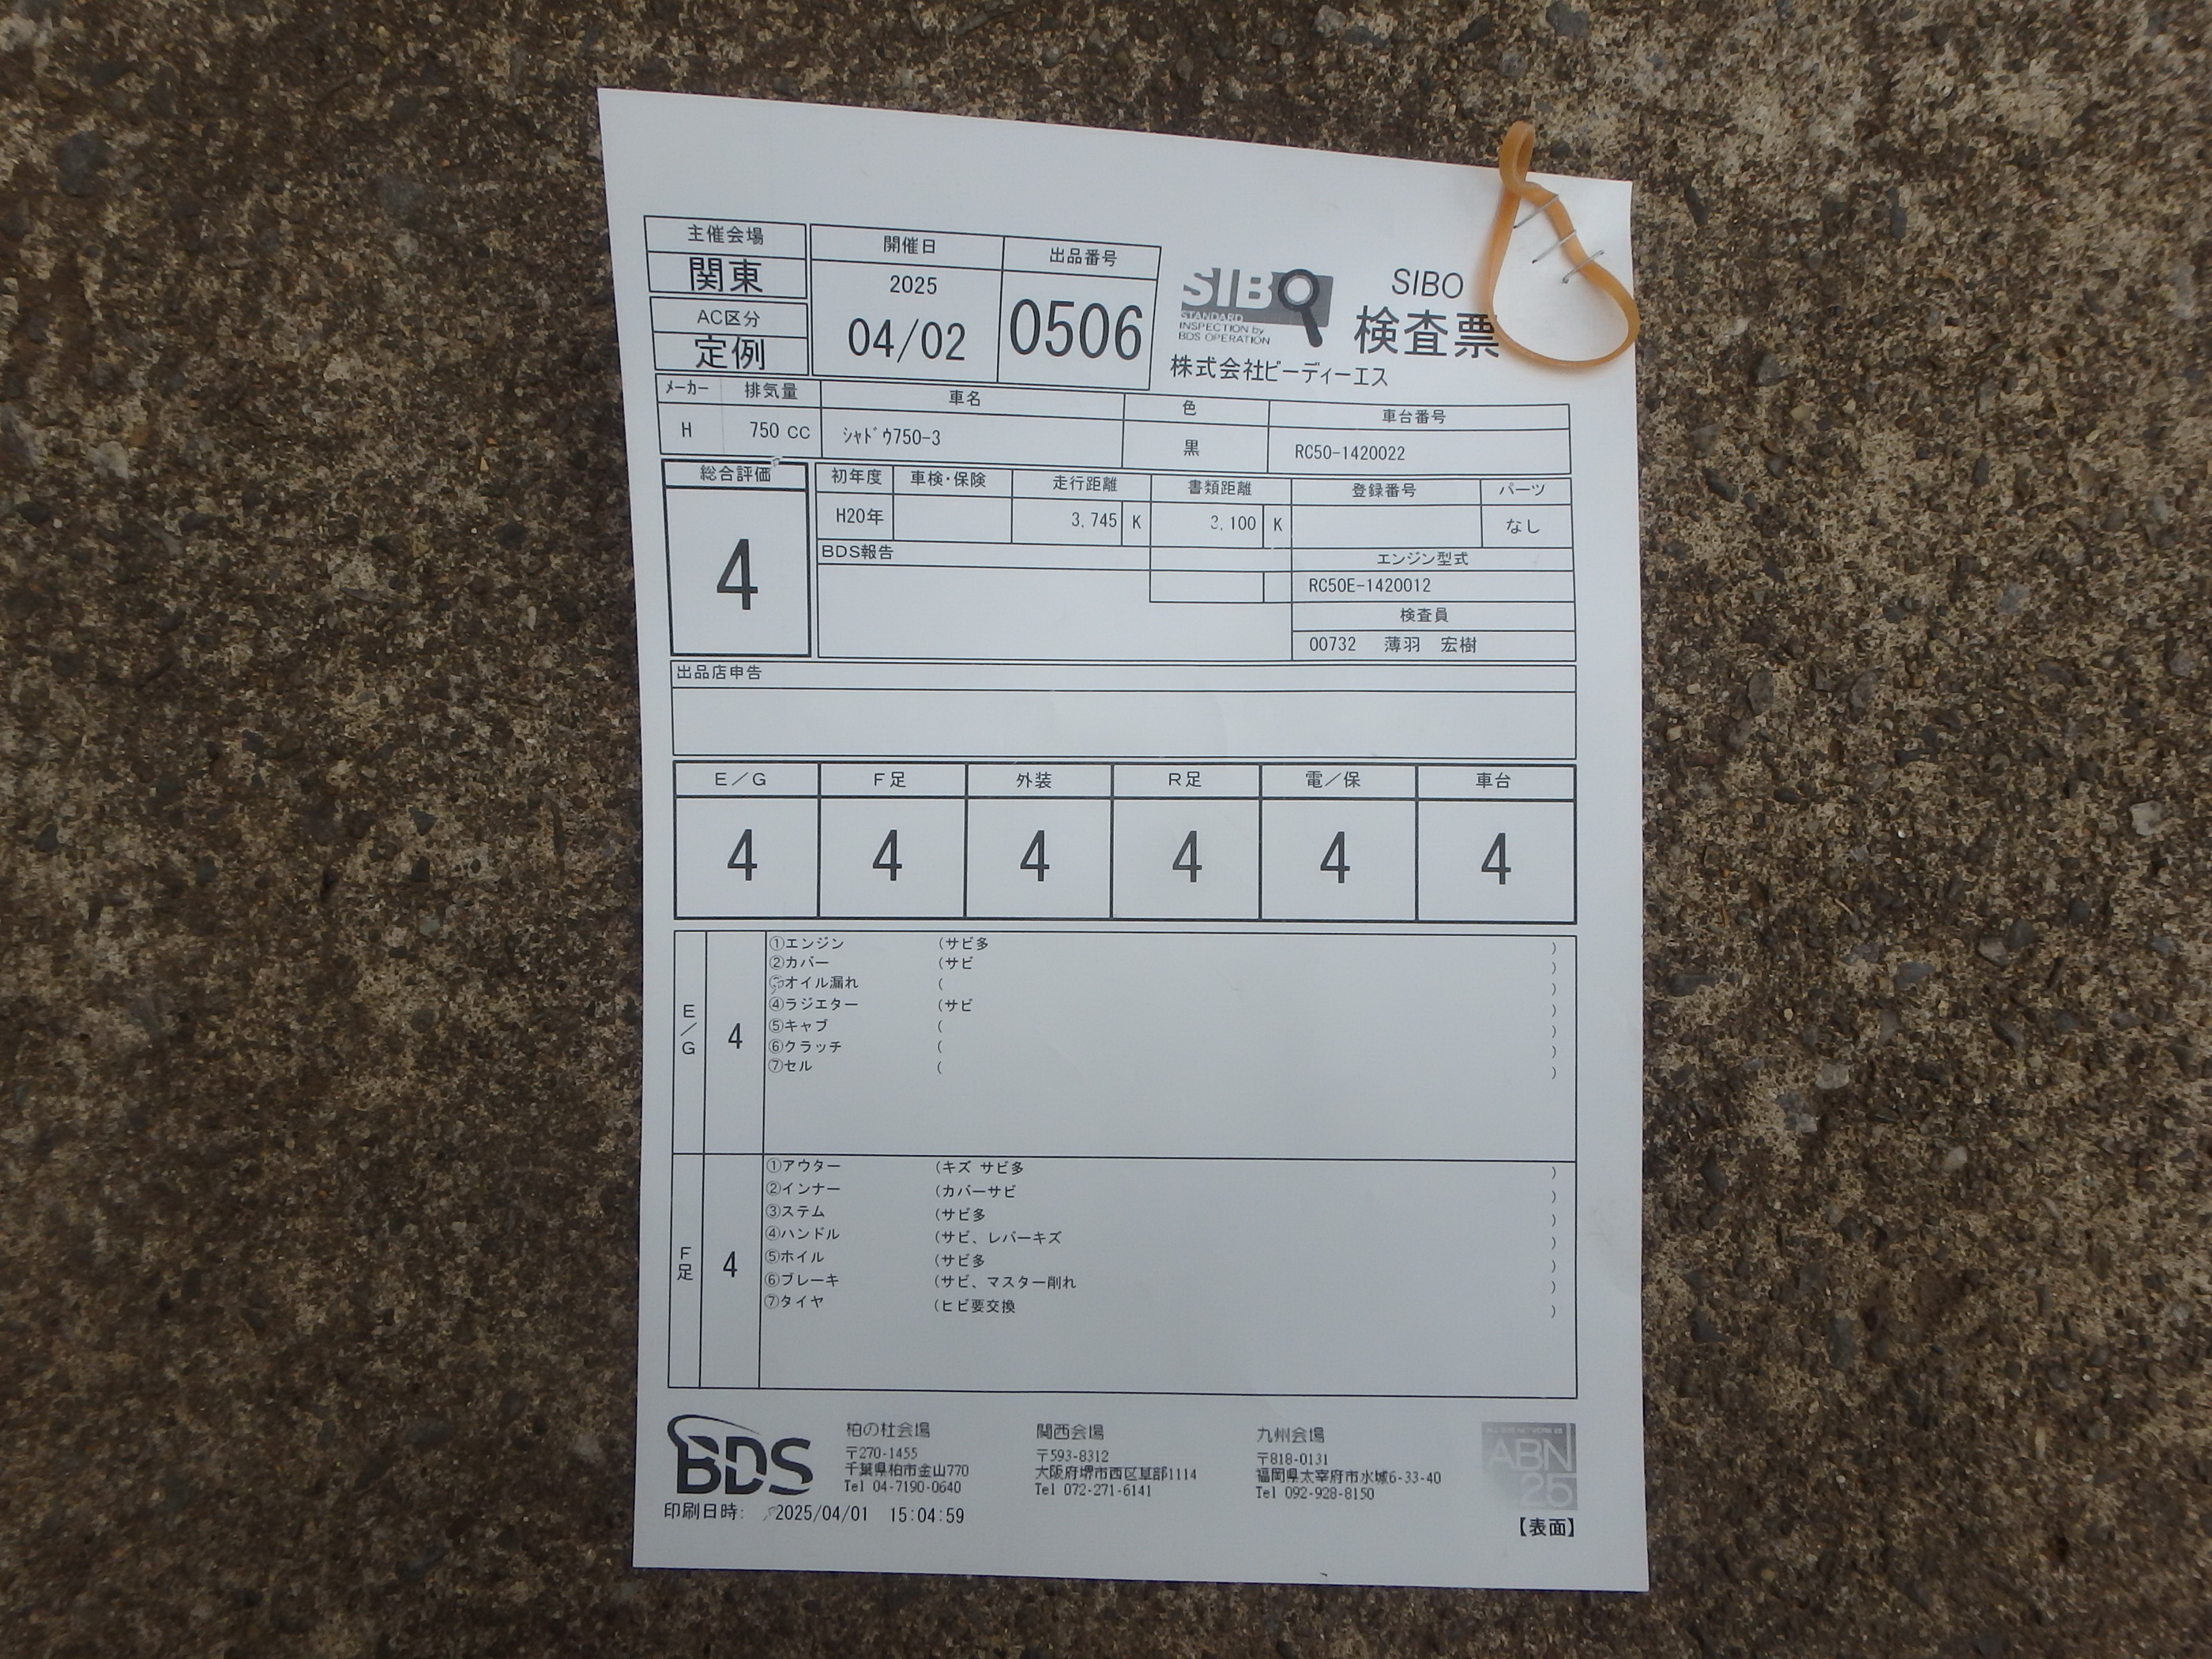 主催会場 開催日 出品番号
関東 2025 04/02 0506
AC区分
定例
SIBO
STANDARD
INSPECTION by
BDS OPERATION
SIBO
検査票
株式会社ビーディーエス
メーカー 排気量 車名 色 車台番号
H 750 CC シャドウ750-3 黒 RC50-1420022
総合評価 初年度 車検・保険 走行距離 書類距離 登録番号 パーツ
4 H20年 3,745 K 3,100 K なし
BDS報告 エンジン型式
RC50E-1420012
検査員
00732 薄羽 宏樹
出品店申告
E/G F足 外装 R足 電/保 車台
4 4 4 4 4 4
E/G 4
①エンジン (サビ多 )
②カバー (サビ )
オイル漏れ ( )
④ラジエター (サビ )
⑤キャブ ( )
⑥クラッチ ( )
⑦セル ( )
F足 4
①アウター (キズ サビ多 )
②インナー (カバーサビ )
③ステム (サビ多 )
④ハンドル (サビ、レバーキズ )
⑤ホイル (サビ多 )
⑥ブレーキ (サビ、マスター削れ )
⑦タイヤ (ヒビ要交換 )
BDS
柏の杜会場 関西会場 九州会場
〒270-1455 〒593-8312 〒818-0131
千葉県柏市金山770 大阪府堺市西区草部1114 福岡県太宰府市水城6-33-40
Tel 04-7190-0640 Tel 072-271-6141 Tel 092-928-8150
ABN
25
印刷日時: 2025/04/01 15:04:59
【表面】